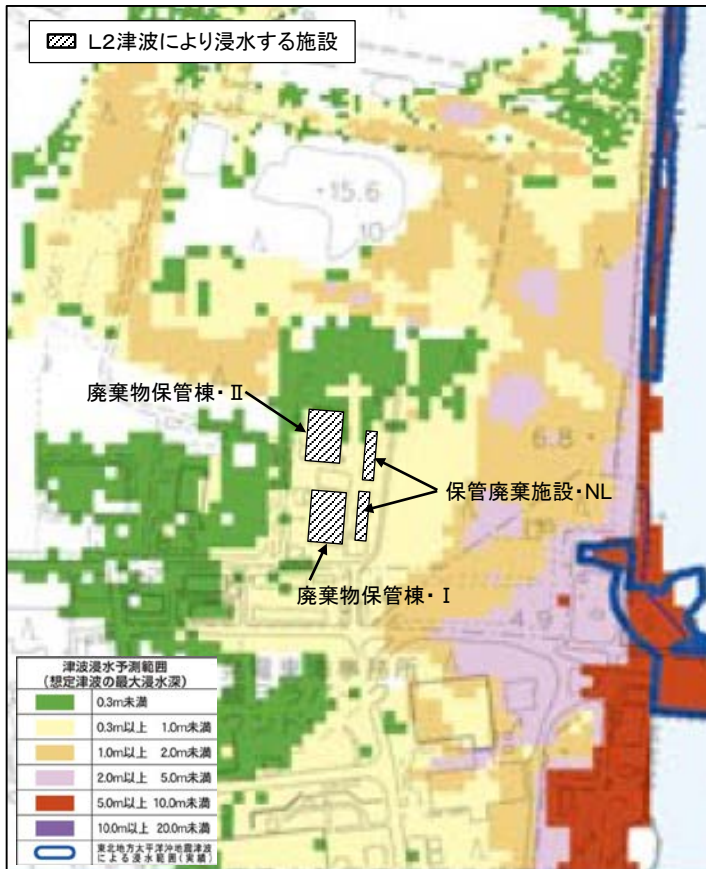 L2津波により浸水する施設
15.6
10
廃棄物保管棟・Ⅱ
6.8
保管廃棄施設・NL
廃棄物保管棟・Ⅰ
4.9
事務所
津波浸水予測範囲
(想定津波の最大浸水深)
0.3m未満
0.3m以上 1.0m未満
1.0m以上 2.0m未満
2.0m以上 5.0m未満
5.0m以上 10.0m未満
10.0m以上 20.0m未満
東北地方太平洋沖地震津波
による浸水範囲(実績)